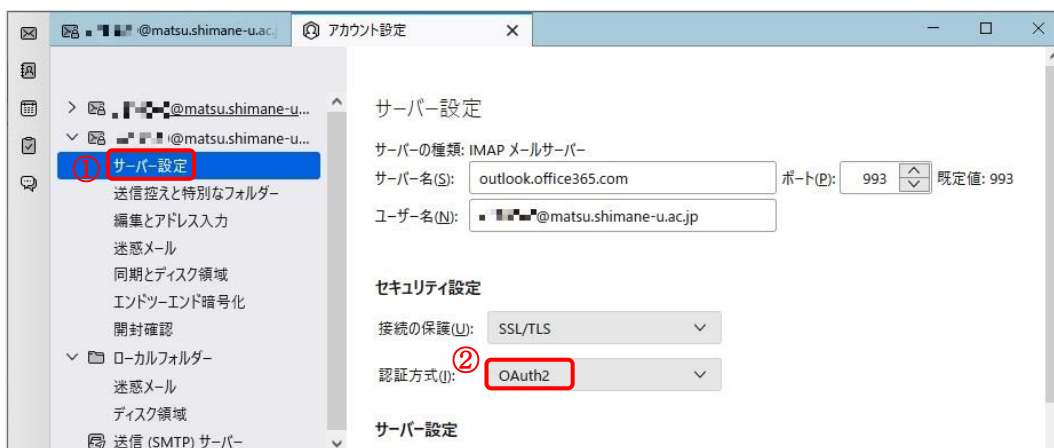 @matsu.shimane-u.ac.j
アカウント設定
@matsu.shimane-u...
@matsu.shimane-u...
①
サーバー設定
送信控えと特別なフォルダー
編集とアドレス入力
迷惑メール
同期とディスク領域
エンドツーエンド暗号化
開封確認
ローカルフォルダー
迷惑メール
ディスク領域
送信 (SMTP) サーバー
サーバー設定
サーバーの種類: IMAP メールサーバー
サーバー名(S): outlook.office365.com ポート(P): 993 既定値: 993
ユーザー名(N): @matsu.shimane-u.ac.jp
セキュリティ設定
接続の保護(U): SSL/TLS
②
認証方式(I): OAuth2
サーバー設定